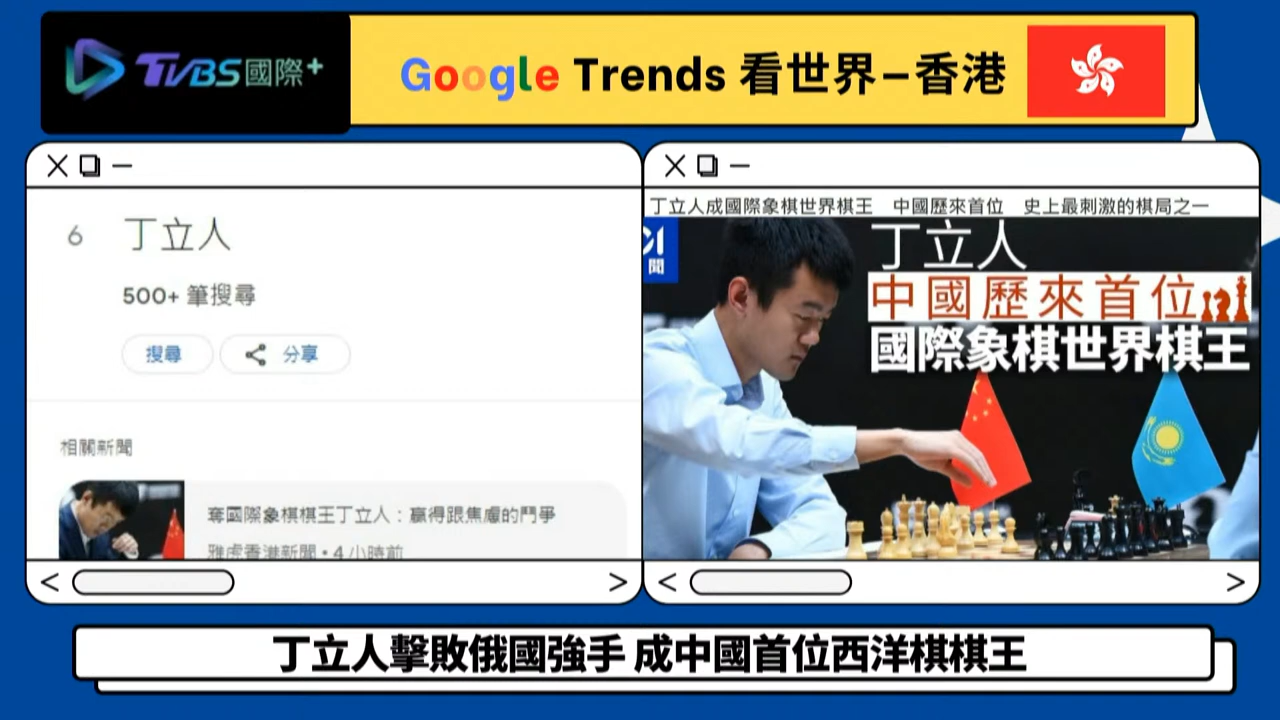 TVBS國際+
Google Trends 看世界–香港
6 丁立人
500+ 筆搜尋
搜尋 分享
相關新聞
奪國際象棋棋王丁立人：贏得跟焦慮的鬥爭
雅虎香港新聞•4 小時前
丁立人成國際象棋世界棋王 中國歷來首位 史上最刺激的棋局之一
01
聞
丁立人
中國歷來首位
國際象棋世界棋王
丁立人擊敗俄國強手 成中國首位西洋棋棋王